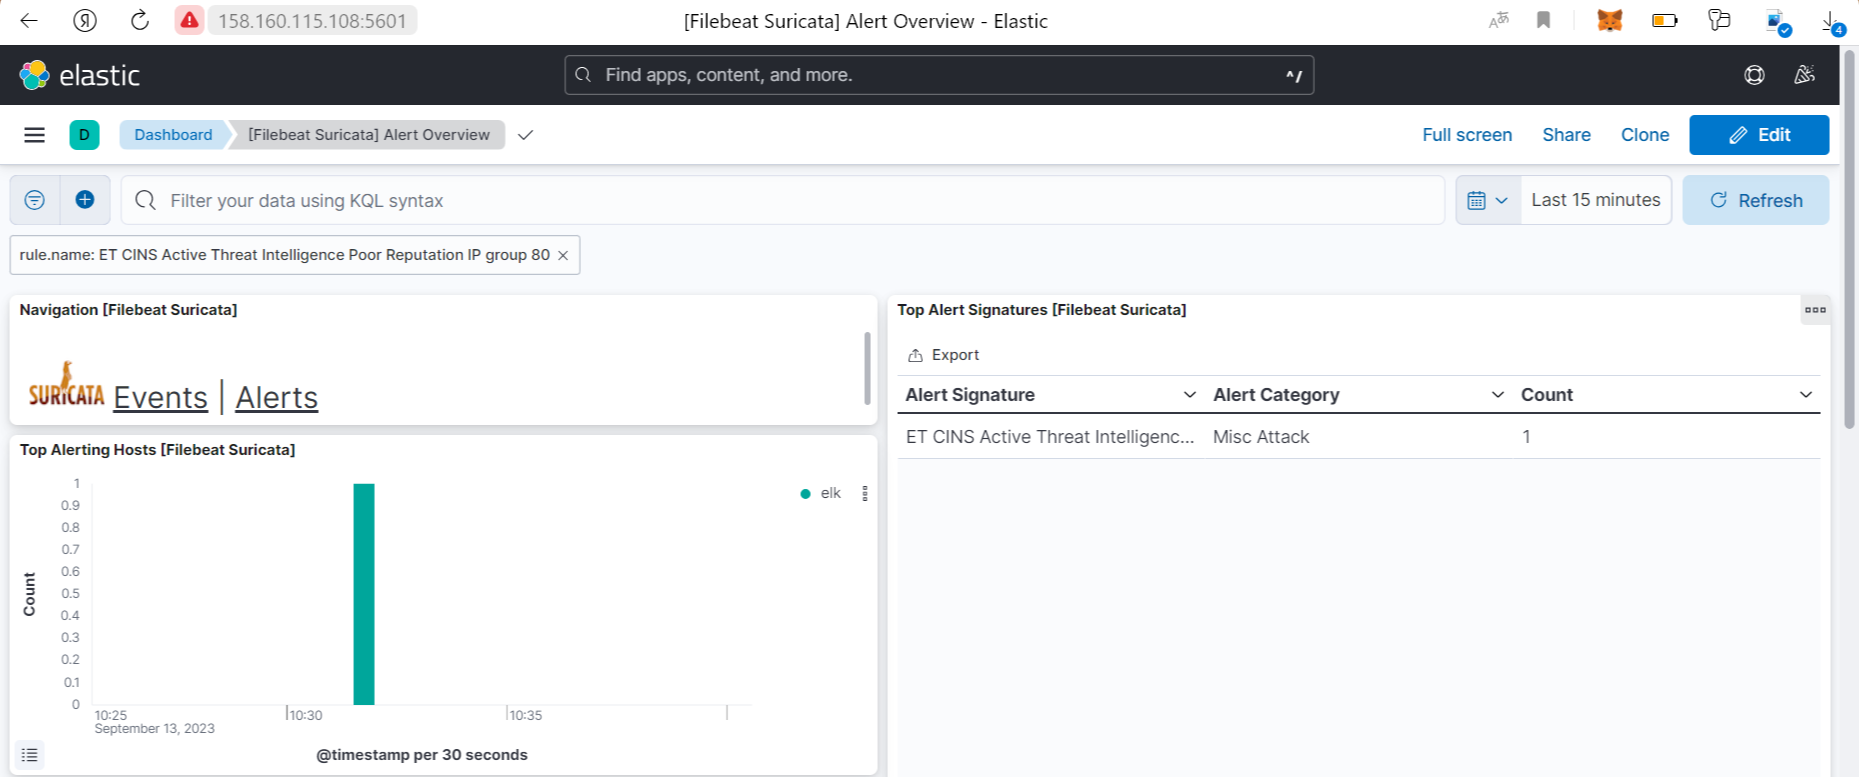 Я 158.160.115.108:5601 [Filebeat Suricata] Alert Overview - Elastic
4
elastic Find apps, content, and more. ^/
D Dashboard [Filebeat Suricata] Alert Overview Full screen Share Clone Edit
Filter your data using KQL syntax Last 15 minutes Refresh
rule.name: ET CINS Active Threat Intelligence Poor Reputation IP group 80 ×
Navigation [Filebeat Suricata]
SURICATA Events | Alerts
Top Alerting Hosts [Filebeat Suricata]
elk
1
0.9
0.8
0.7
0.6
0.5
0.4
0.3
0.2
0.1
0
Count
10:25 10:30 10:35
September 13, 2023
@timestamp per 30 seconds
Top Alert Signatures [Filebeat Suricata]
Export
Alert Signature Alert Category Count
ET CINS Active Threat Intelligenc... Misc Attack 1